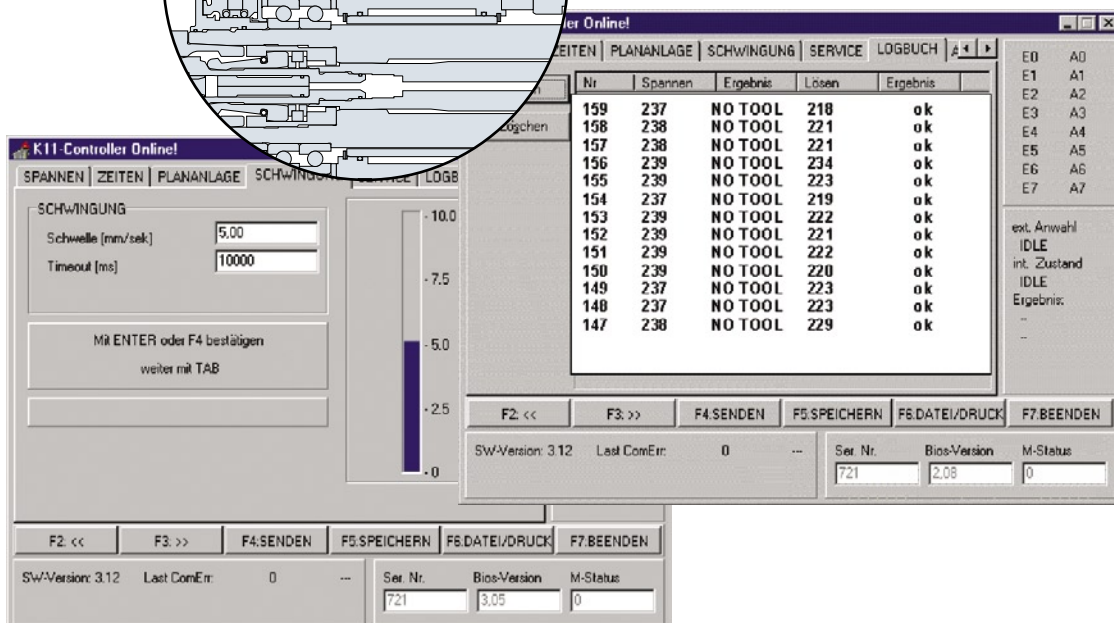 er Online!
EITEN PLANANLAGE SCHWINGUNG SERVICE LOGBUCH
Löschen
Nr Spannen Ergebnis Lösen Ergebnis
159 237 NO TOOL 218 ok
158 238 NO TOOL 221 ok
157 238 NO TOOL 221 ok
156 239 NO TOOL 234 ok
155 239 NO TOOL 223 ok
154 237 NO TOOL 219 ok
153 239 NO TOOL 222 ok
152 239 NO TOOL 221 ok
151 239 NO TOOL 222 ok
150 239 NO TOOL 220 ok
149 237 NO TOOL 223 ok
148 237 NO TOOL 223 ok
147 238 NO TOOL 229 ok
E0 A0
E1 A1
E2 A2
E3 A3
E4 A4
E5 A5
E6 A6
E7 A7
ext. Anwahl
IDLE
int. Zustand
IDLE
Ergebnis:
--
--
F2: << F3: >> F4:SENDEN F5:SPEICHERN F6:DATEI/DRUCK F7:BEENDEN
SW-Version: 3.12 Last ComErr: 0 ---
Ser. Nr. Bios-Version M-Status
721 2,08 0
K11-Controller Online!
SPANNEN ZEITEN PLANANLAGE SCHWINGUNG SERVICE LOGB
SCHWINGUNG
Schwelle [mm/sek] 5,00
Timeout [ms] 10000
Mit ENTER oder F4 bestätigen
weiter mit TAB
- 10.0
- 7.5
- 5.0
- 2.5
- 0
F2: << F3: >> F4:SENDEN F5:SPEICHERN F6:DATEI/DRUCK F7:BEENDEN
SW-Version: 3.12 Last ComErr: 0 ---
Ser. Nr. Bios-Version M-Status
721 3,05 0